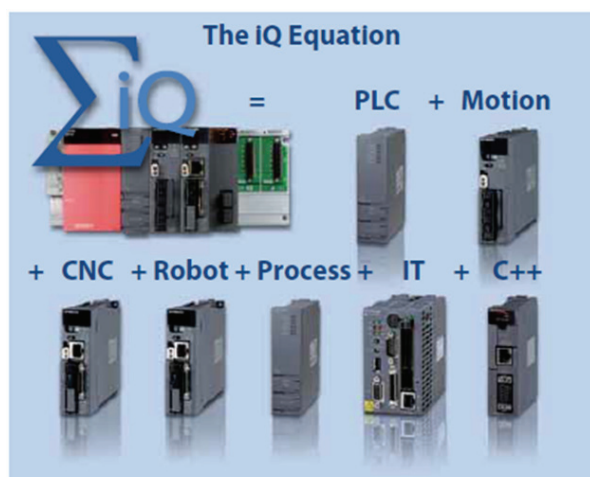 The iQ Equation
ΣiQ = PLC + Motion
+ CNC + Robot + Process + IT + C++